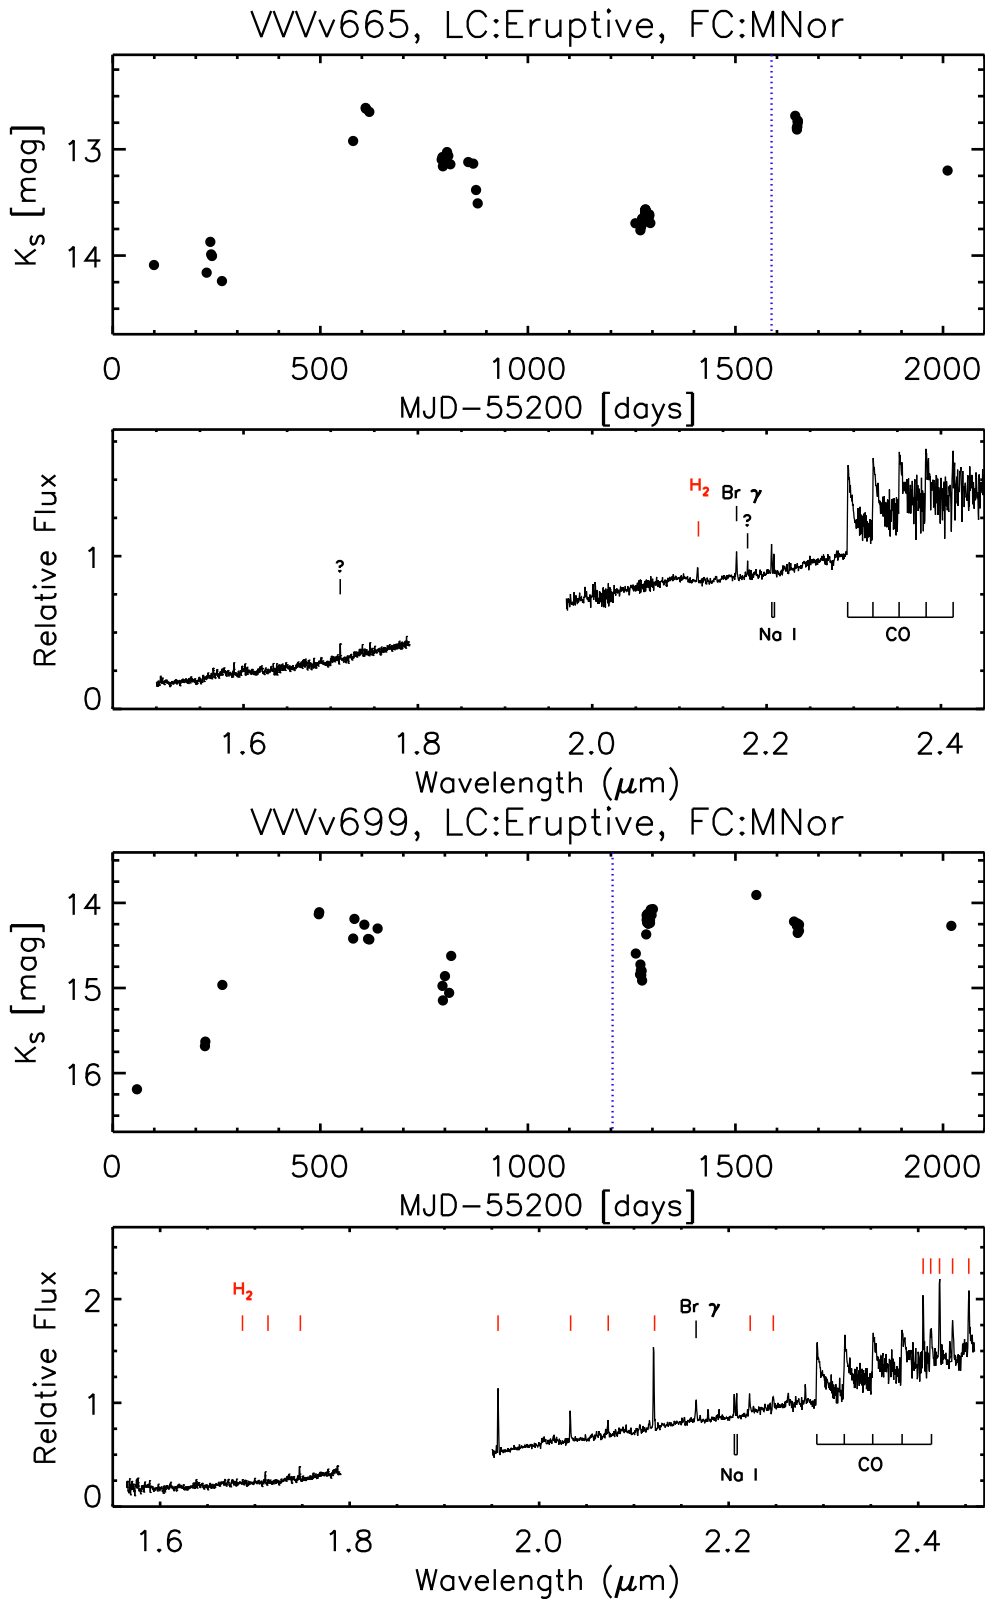 VVVv665, LC:Eruptive, FC:MNor
13
14
K_S [mag]
0 500 1000 1500 2000
MJD-55200 [days]
H_2
Br γ
?
?
1
0
Relative Flux
Na I
CO
1.6 1.8 2.0 2.2 2.4
Wavelength (μm)
VVVv699, LC:Eruptive, FC:MNor
14
15
16
K_S [mag]
0 500 1000 1500 2000
MJD-55200 [days]
H_2
Br γ
2
1
0
Relative Flux
Na I
CO
1.6 1.8 2.0 2.2 2.4
Wavelength (μm)